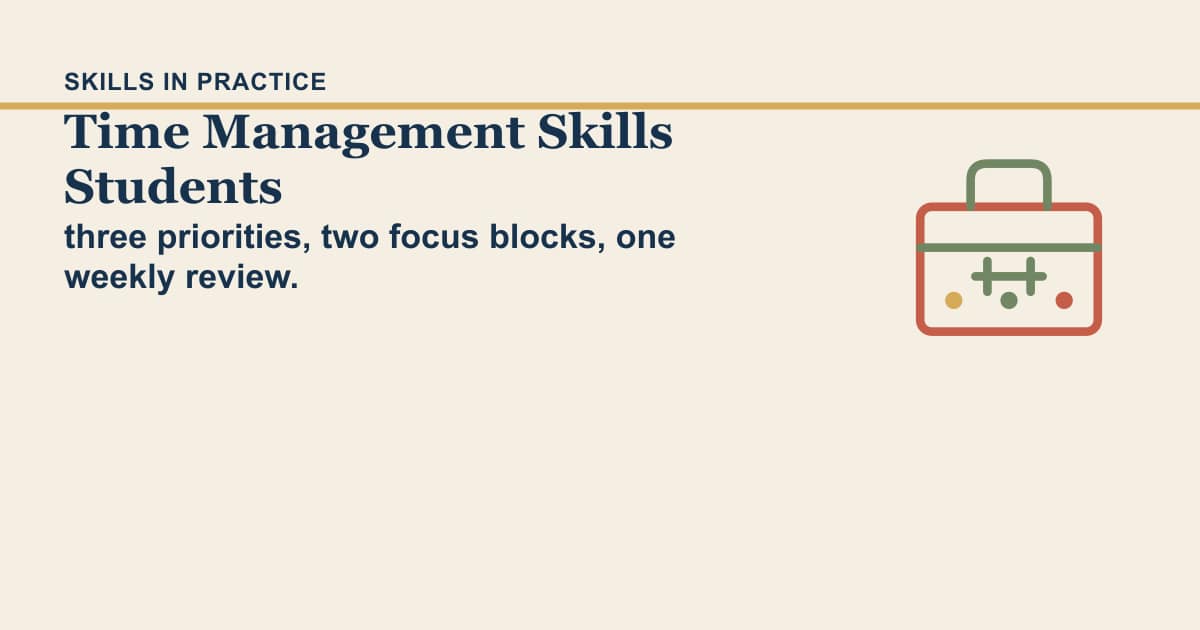 SKILLS IN PRACTICE
Time Management Skills
Students
three priorities, two focus blocks, one
weekly review.